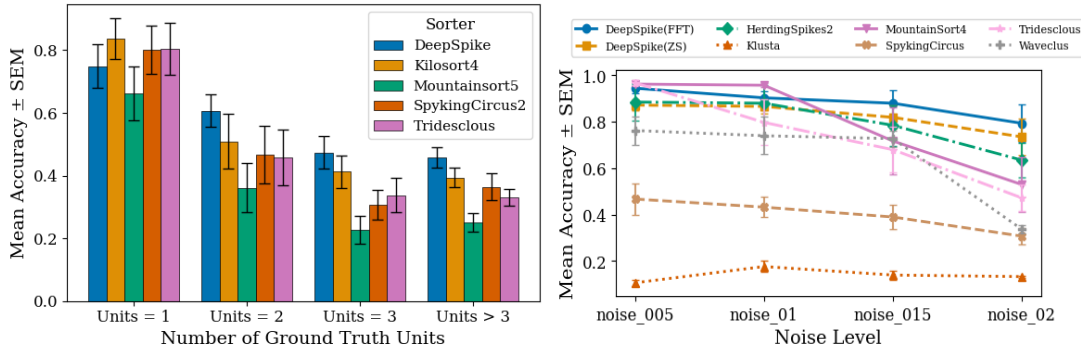 Mean Accuracy ± SEM
0.8
0.6
0.4
0.2
0.0
Sorter
DeepSpike
Kilosort4
Mountainsort5
SpykingCircus2
Tridesclous
Units = 1
Units = 2
Units = 3
Units > 3
Number of Ground Truth Units
DeepSpike(FFT)
DeepSpike(ZS)
HerdingSpikes2
Klusta
MountainSort4
SpykingCircus
Tridesclous
Waveclus
Mean Accuracy ± SEM
1.0
0.8
0.6
0.4
0.2
noise_005
noise_01
noise_015
noise_02
Noise Level